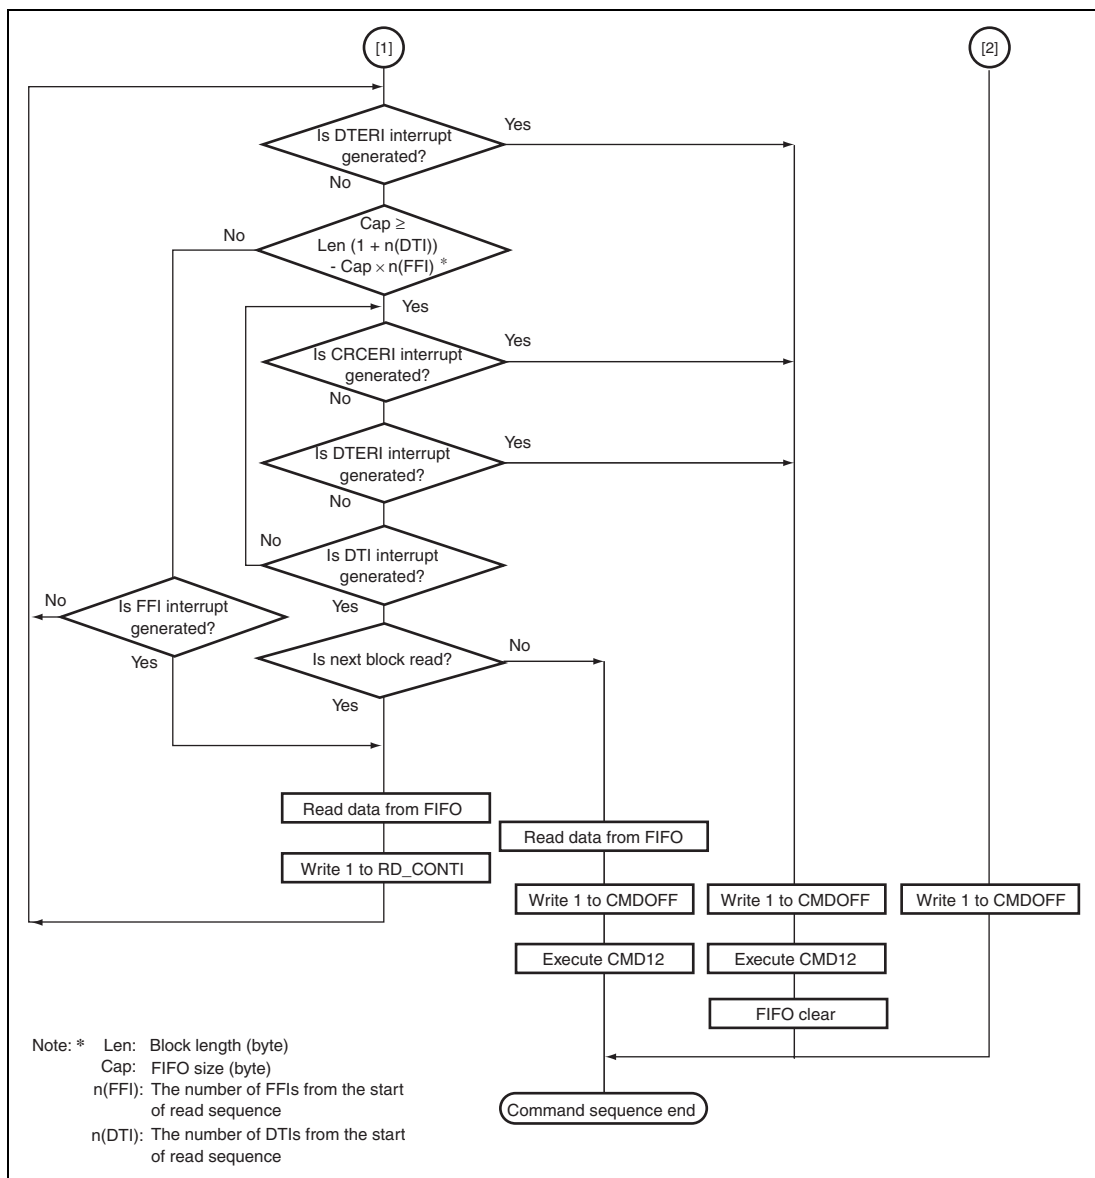 [1]
[2]
Is DTERI interrupt
generated?
Yes
No
Cap ≥
Len (1 + n(DTI))
- Cap × n(FFI) *
No
Yes
Is CRCERI interrupt
generated?
Yes
No
Is DTERI interrupt
generated?
Yes
No
Is DTI interrupt
generated?
No
Yes
Is FFI interrupt
generated?
No
Yes
Is next block read?
No
Yes
Read data from FIFO
Write 1 to RD_CONTI
Read data from FIFO
Write 1 to CMDOFF
Execute CMD12
Write 1 to CMDOFF
Execute CMD12
FIFO clear
Write 1 to CMDOFF
Command sequence end
Note: * Len: Block length (byte)
Cap: FIFO size (byte)
n(FFI): The number of FFIs from the start
of read sequence
n(DTI): The number of DTIs from the start
of read sequence